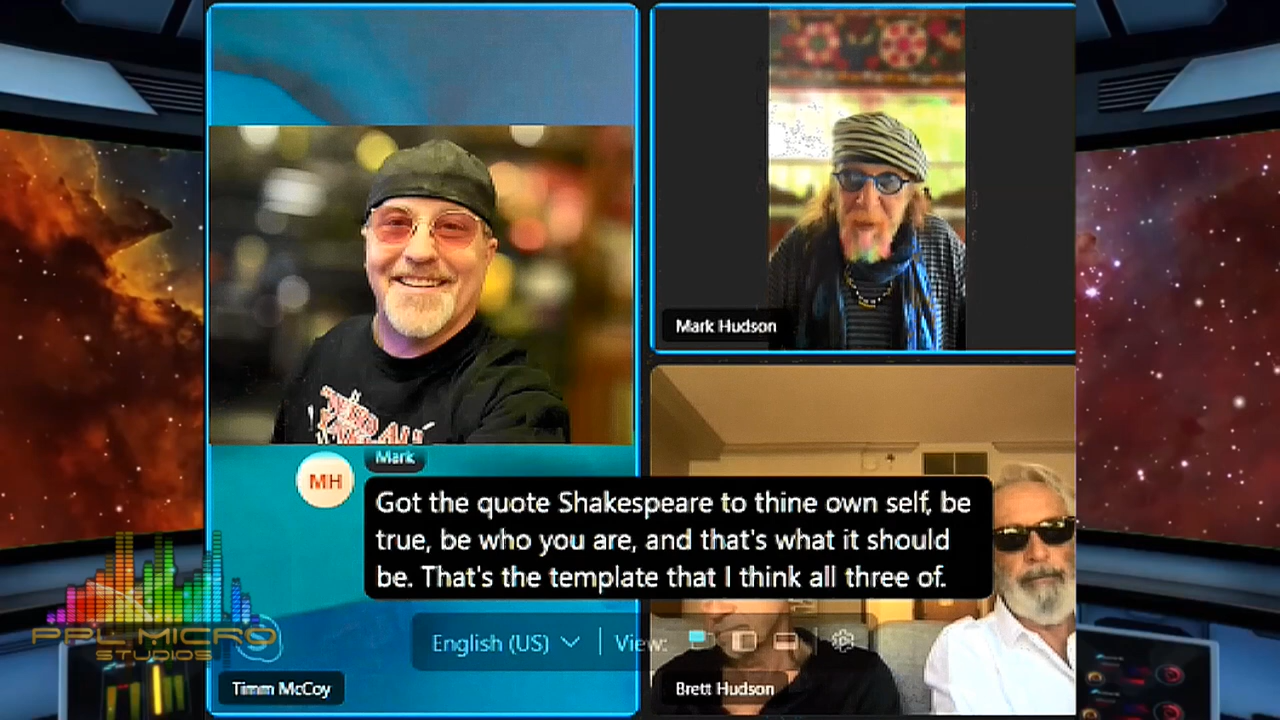 Mark Hudson
Mark
MH
Got the quote Shakespeare to thine own self, be
true, be who you are, and that's what it should
be. That's the template that I think all three of.
English (US)
View:
PPL MICRO
STUDIOS
Timm McCoy
Brett Hudson